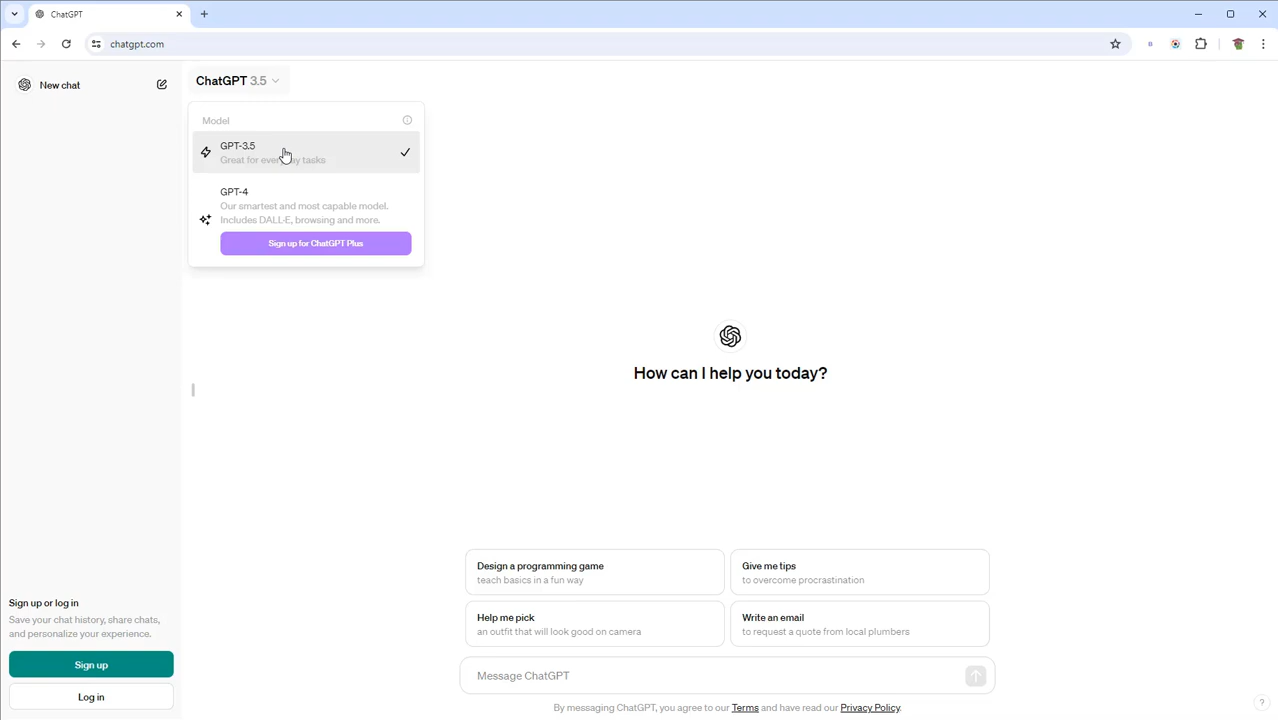 ChatGPT
chatgpt.com
New chat
ChatGPT 3.5
Model
GPT-3.5
Great for everyday tasks
GPT-4
Our smartest and most capable model.
Includes DALL·E, browsing and more.
Sign up for ChatGPT Plus
How can I help you today?
Design a programming game
teach basics in a fun way
Give me tips
to overcome procrastination
Help me pick
an outfit that will look good on camera
Write an email
to request a quote from local plumbers
Sign up or log in
Save your chat history, share chats,
and personalize your experience.
Sign up
Log in
Message ChatGPT
By messaging ChatGPT, you agree to our Terms and have read our Privacy Policy.
?